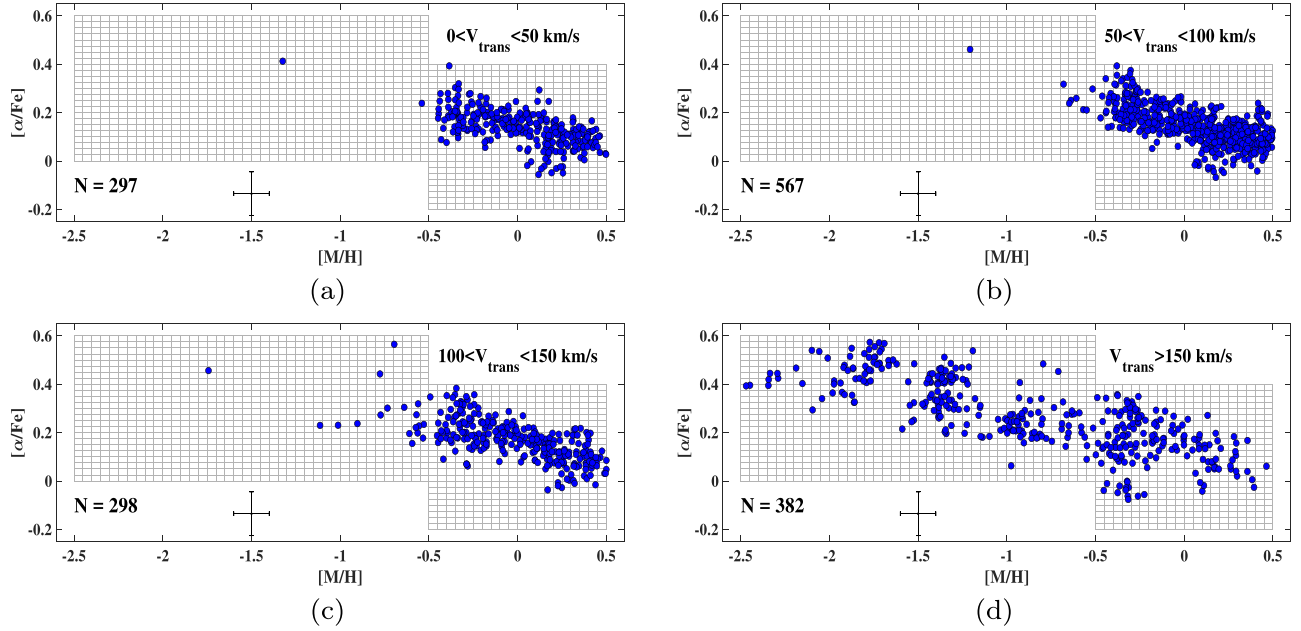 0.6
0.4
0.2
0
-0.2
[α/Fe]
0<Vtrans<50 km/s
N = 297
-2.5 -2 -1.5 -1 -0.5 0 0.5
[M/H]
(a)
0.6
0.4
0.2
0
-0.2
[α/Fe]
50<Vtrans<100 km/s
N = 567
-2.5 -2 -1.5 -1 -0.5 0 0.5
[M/H]
(b)
0.6
0.4
0.2
0
-0.2
[α/Fe]
100<Vtrans<150 km/s
N = 298
-2.5 -2 -1.5 -1 -0.5 0 0.5
[M/H]
(c)
0.6
0.4
0.2
0
-0.2
[α/Fe]
Vtrans>150 km/s
N = 382
-2.5 -2 -1.5 -1 -0.5 0 0.5
[M/H]
(d)